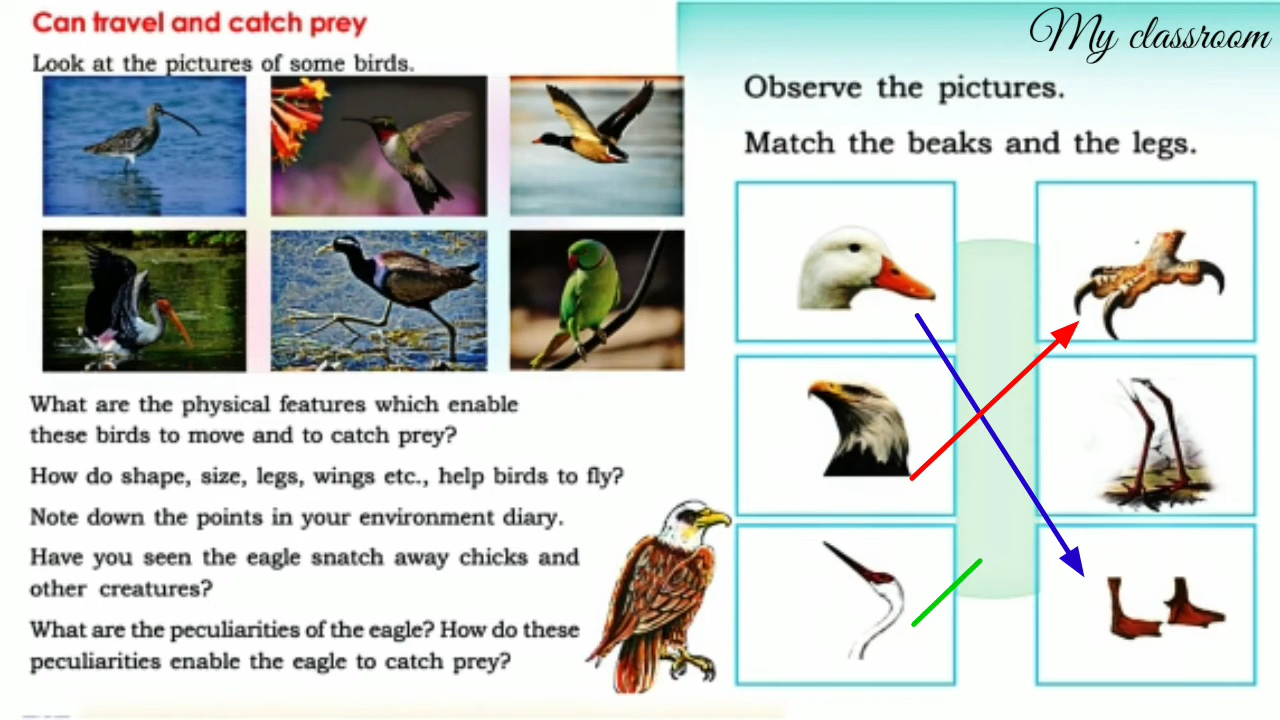 Can travel and catch prey
Look at the pictures of some birds.
What are the physical features which enable
these birds to move and to catch prey?
How do shape, size, legs, wings etc., help birds to fly?
Note down the points in your environment diary.
Have you seen the eagle snatch away chicks and
other creatures?
What are the peculiarities of the eagle? How do these
peculiarities enable the eagle to catch prey?
My classroom
Observe the pictures.
Match the beaks and the legs.